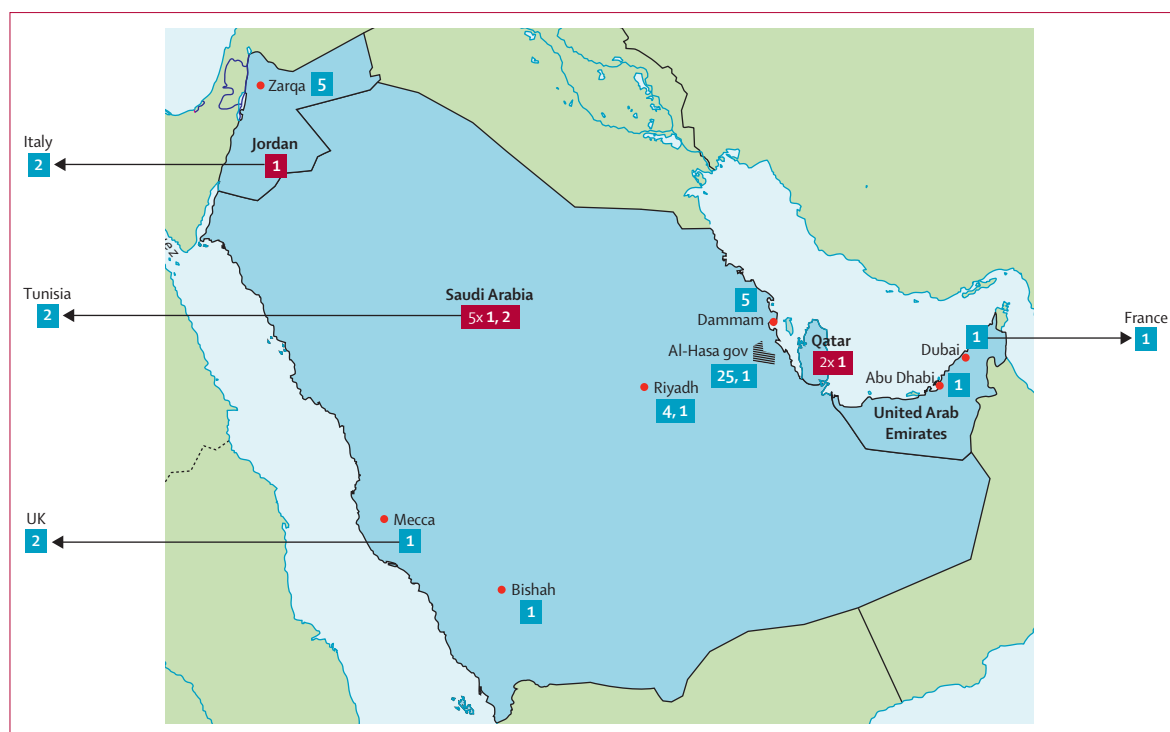 Zarqa 5
Italy
2
Jordan
1
Tunisia
2
Saudi Arabia
5x 1, 2
5
Dammam
Al-Hasa gov
25, 1
Qatar
2x 1
1
France
1
Dubai
Abu Dhabi
1
Riyadh
4, 1
United Arab
Emirates
UK
2
Mecca
1
Bishah
1